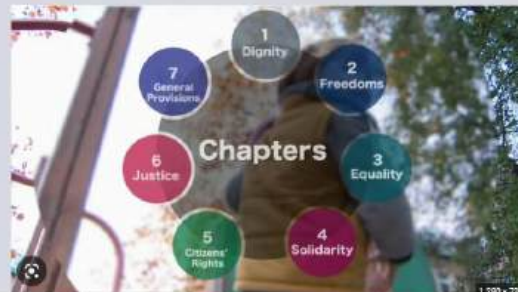 1
Dignity
2
Freedoms
3
Equality
4
Solidarity
5
Citizens'
Rights
6
Justice
7
General
Provisions
Chapters